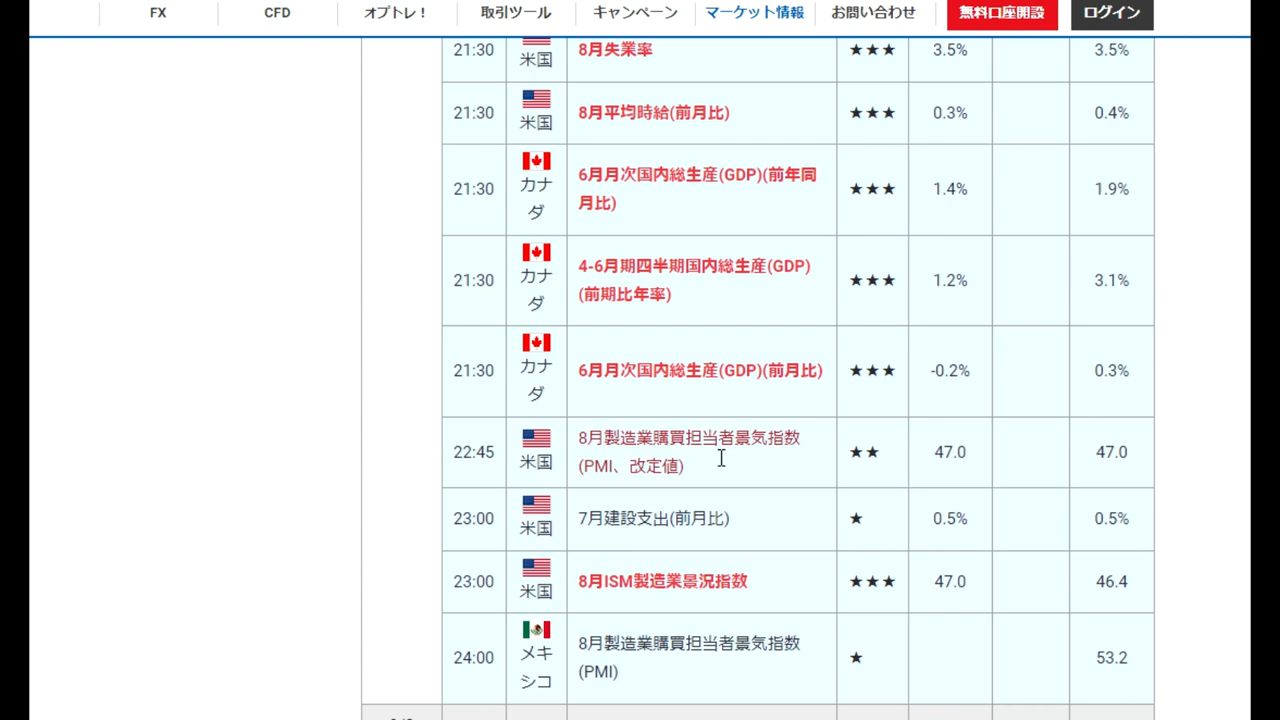 FX CFD オプトレ！ 取引ツール キャンペーン マーケット情報 お問い合わせ 無料口座開設 ログイン
21:30 米国 8月失業率 ★★★ 3.5% 3.5%
21:30 米国 8月平均時給(前月比) ★★★ 0.3% 0.4%
21:30 カナ
ダ
6月月次国内総生産(GDP)(前年同
月比)
★★★ 1.4% 1.9%
21:30 カナ
ダ
4-6月期四半期国内総生産(GDP)
(前期比年率)
★★★ 1.2% 3.1%
21:30 カナ
ダ
6月月次国内総生産(GDP)(前月比) ★★★ -0.2% 0.3%
22:45 米国 8月製造業購買担当者景気指数
(PMI、改定値)
★★ 47.0 47.0
23:00 米国 7月建設支出(前月比) ★ 0.5% 0.5%
23:00 米国 8月ISM製造業景況指数 ★★★ 47.0 46.4
24:00 メキ
シコ
8月製造業購買担当者景気指数
(PMI)
★ 53.2